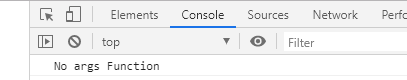 Elements Console Sources Network Perfo
top Filter
No args Function